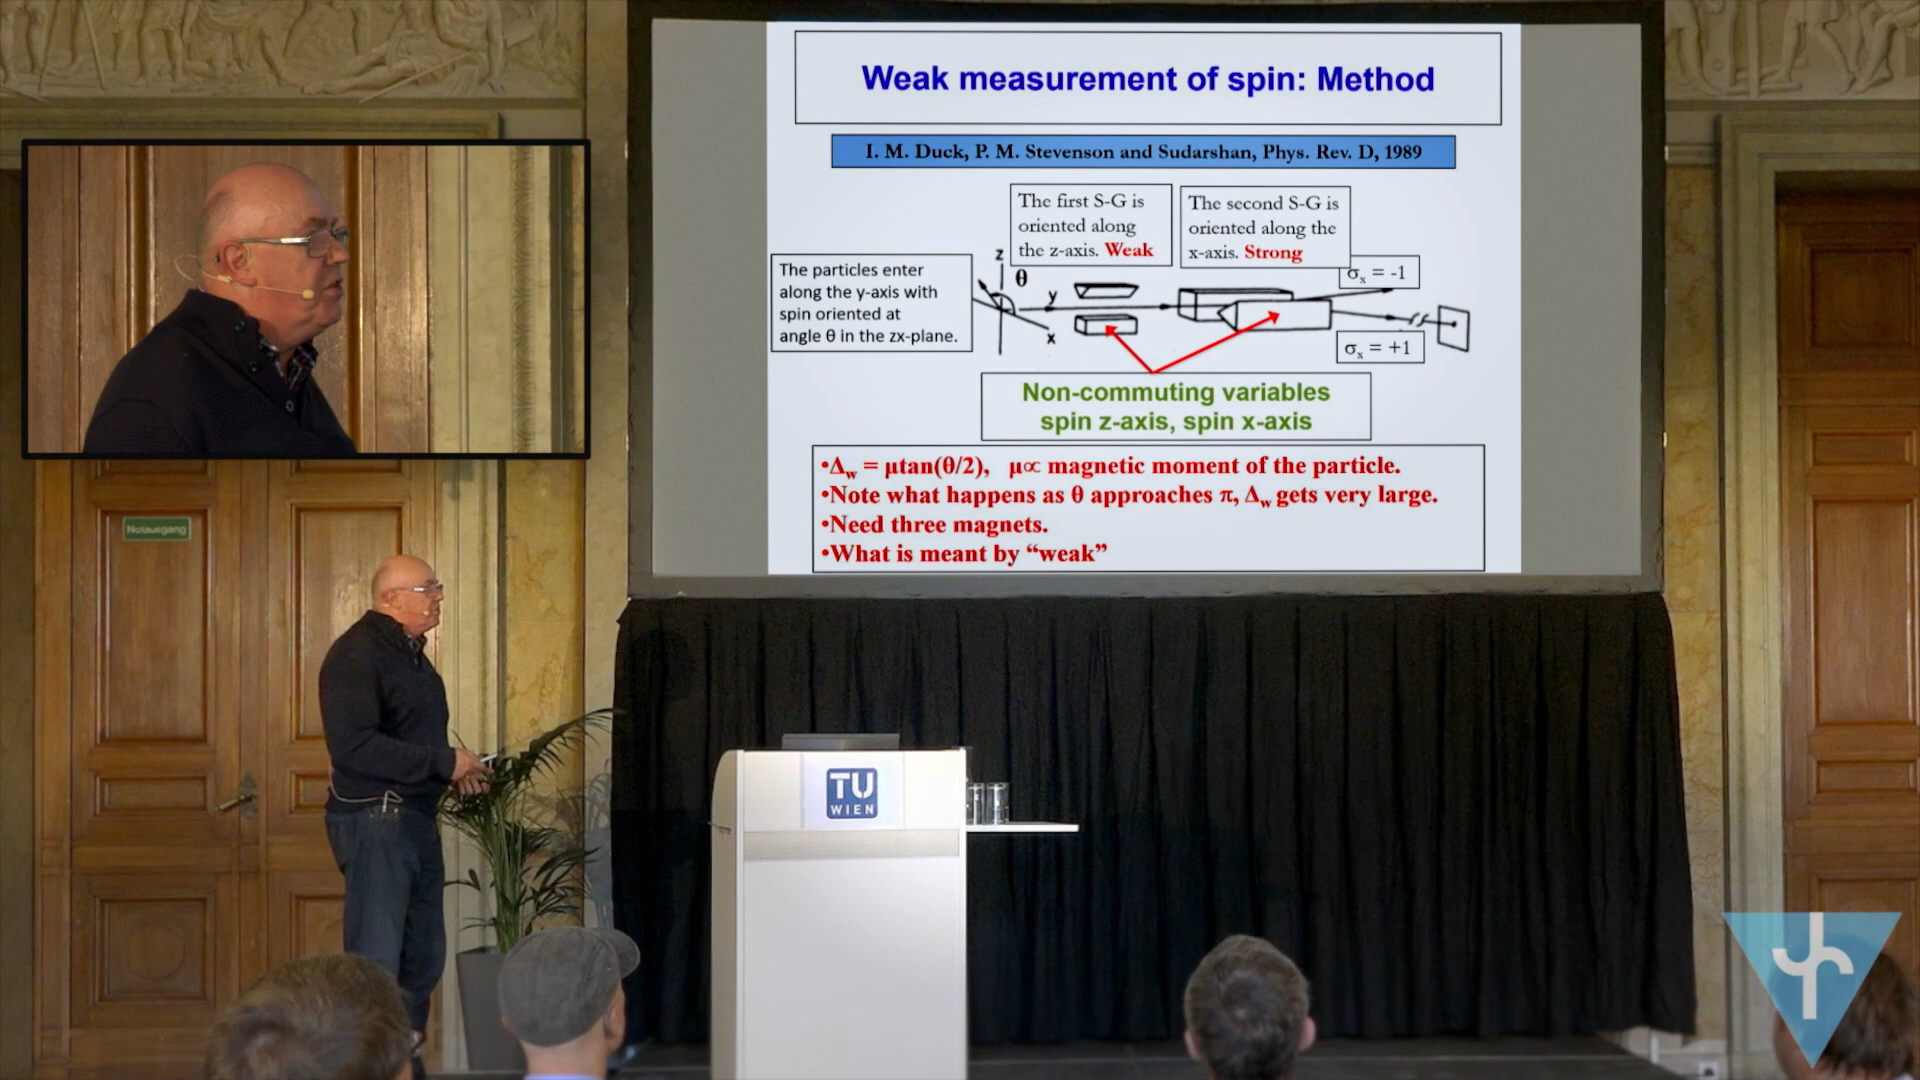 Weak measurement of spin: Method
I. M. Duck, P. M. Stevenson and Sudarshan, Phys. Rev. D, 1989
The first S-G is
oriented along
the z-axis. Weak
The second S-G is
oriented along the
x-axis. Strong
The particles enter
along the y-axis with
spin oriented at
angle θ in the zx-plane.
z
θ
y
x
σx = -1
σx = +1
Non-commuting variables
spin z-axis, spin x-axis
•Δw = μtan(θ/2), μ∝ magnetic moment of the particle.
•Note what happens as θ approaches π, Δw gets very large.
•Need three magnets.
•What is meant by “weak”
Notausgang
TU
WIEN